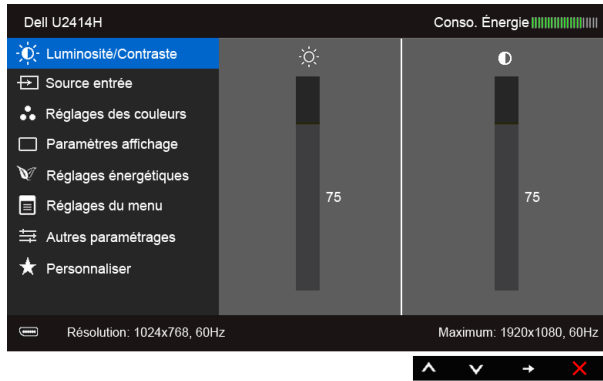 Dell U2414H
Conso. Énergie
Luminosité/Contraste
Source entrée
Réglages des couleurs
Paramètres affichage
Réglages énergétiques
Réglages du menu
Autres paramétrages
Personnaliser
75
75
Résolution: 1024x768, 60Hz
Maximum: 1920x1080, 60Hz